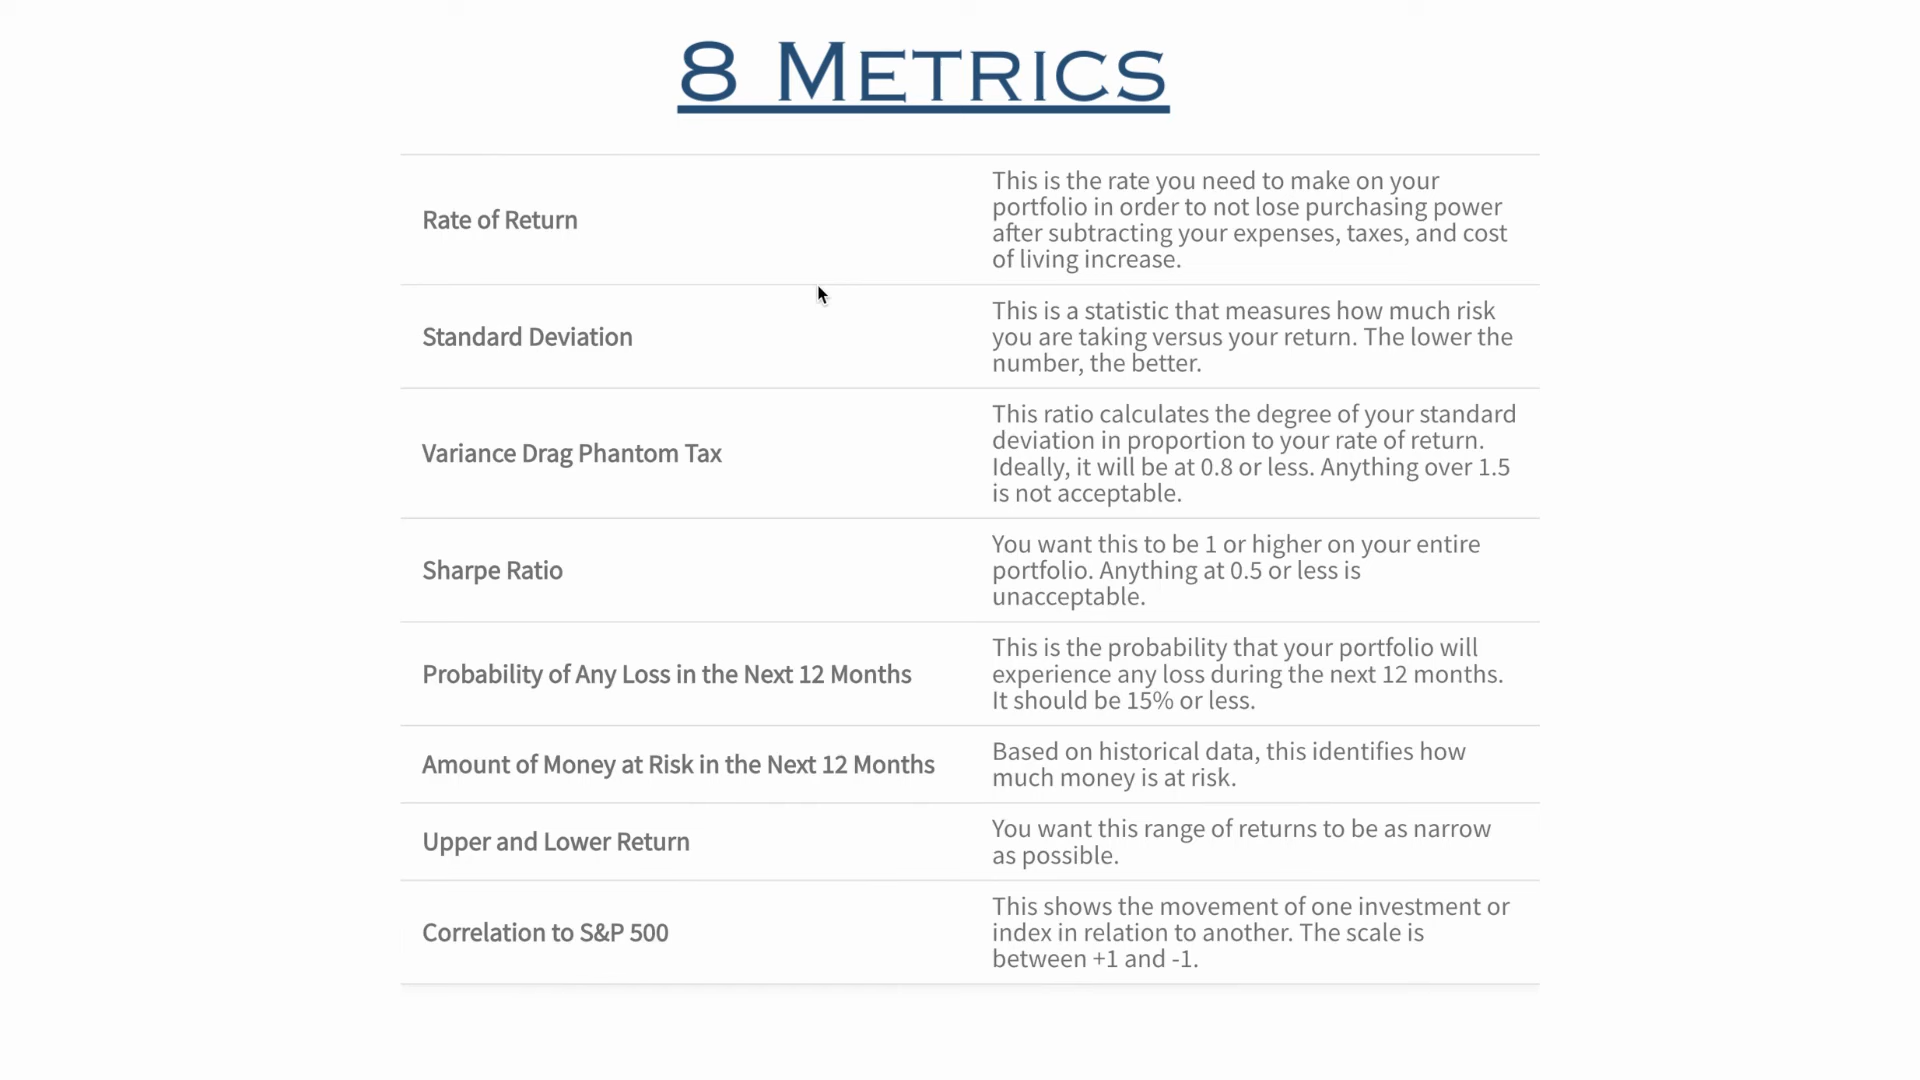 8 METRICS
Rate of Return
This is the rate you need to make on your
portfolio in order to not lose purchasing power
after subtracting your expenses, taxes, and cost
of living increase.
Standard Deviation
This is a statistic that measures how much risk
you are taking versus your return. The lower the
number, the better.
Variance Drag Phantom Tax
This ratio calculates the degree of your standard
deviation in proportion to your rate of return.
Ideally, it will be at 0.8 or less. Anything over 1.5
is not acceptable.
Sharpe Ratio
You want this to be 1 or higher on your entire
portfolio. Anything at 0.5 or less is
unacceptable.
Probability of Any Loss in the Next 12 Months
This is the probability that your portfolio will
experience any loss during the next 12 months.
It should be 15% or less.
Amount of Money at Risk in the Next 12 Months
Based on historical data, this identifies how
much money is at risk.
Upper and Lower Return
You want this range of returns to be as narrow
as possible.
Correlation to S&P 500
This shows the movement of one investment or
index in relation to another. The scale is
between +1 and -1.